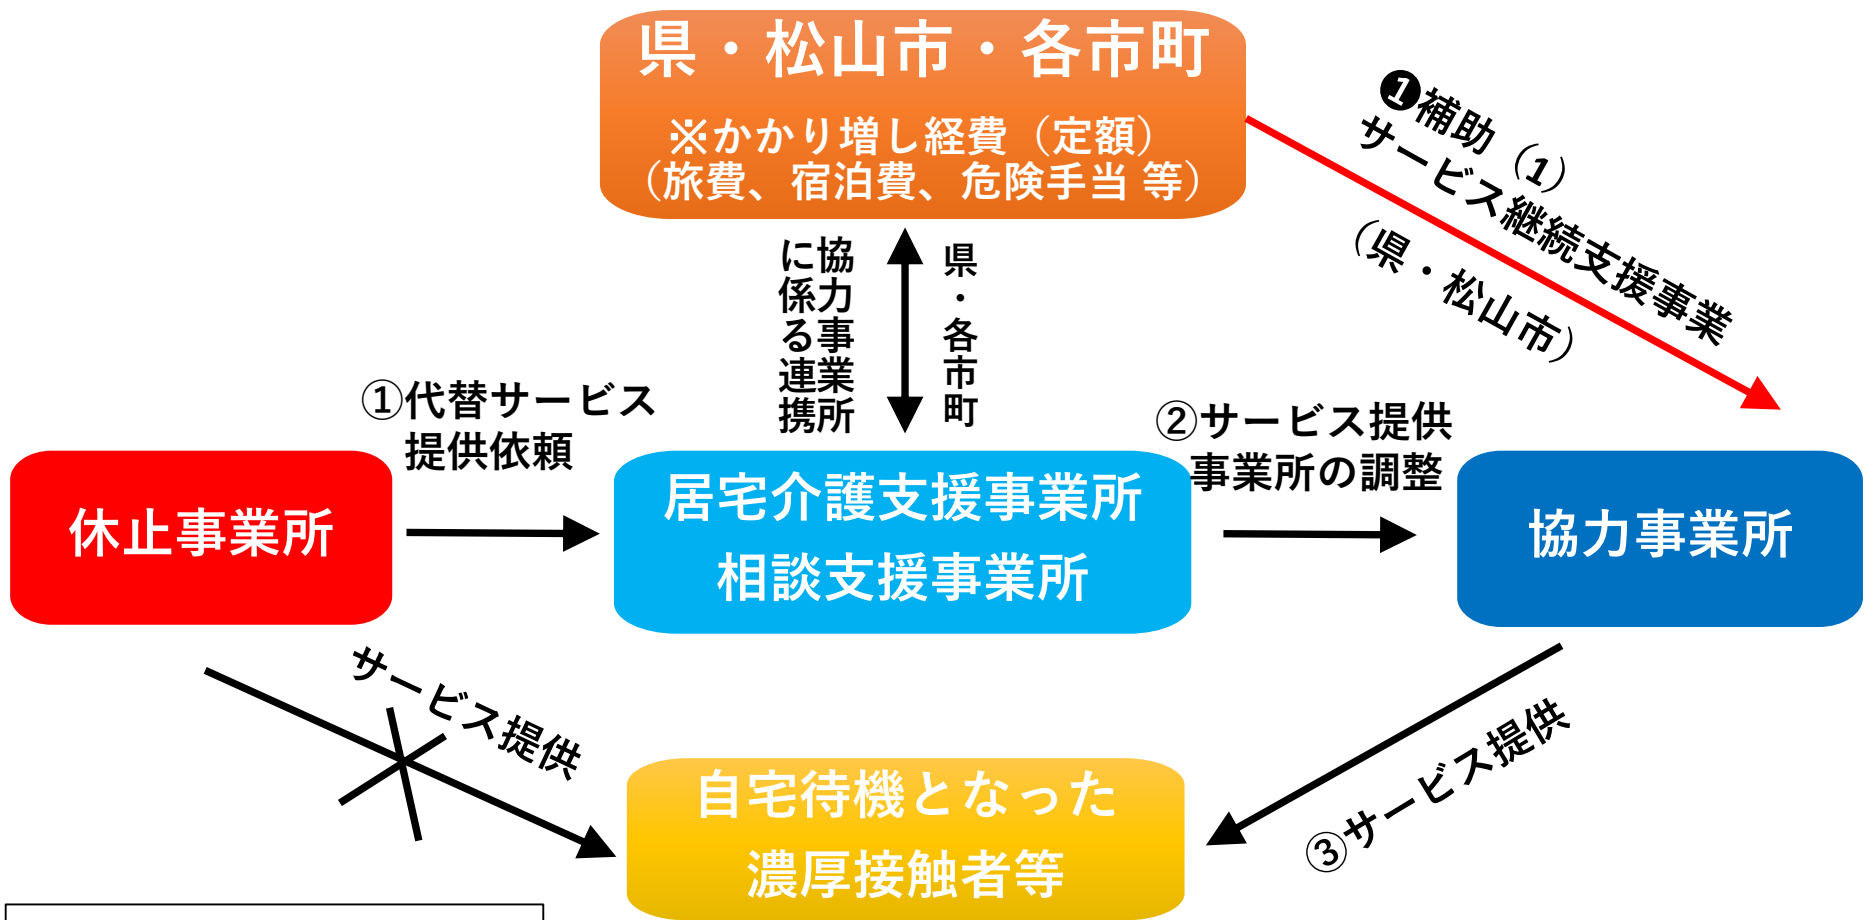 県・松山市・各市町
※かかり増し経費（定額）
（旅費、宿泊費、危険手当 等）
❶補助（1）
サービス継続支援事業
（県・松山市）
協力事業所
に係る連携
県・各市町
①代替サービス
提供依頼
②サービス提供
事業所の調整
休止事業所
居宅介護支援事業所
相談支援事業所
協力事業所
サービス提供
③サービス提供
自宅待機となった
濃厚接触者等